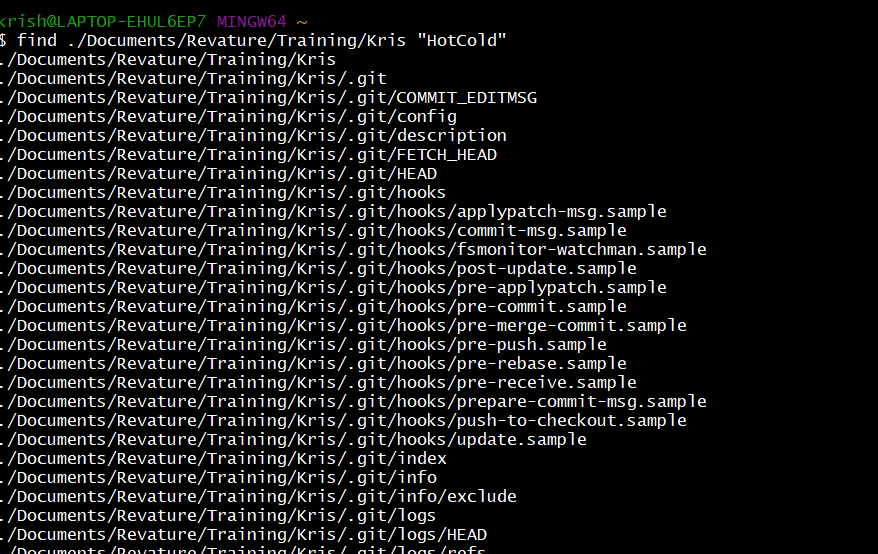 krish@LAPTOP-EHUL6EP7 MINGW64 ~
$ find ./Documents/Revature/Training/Kris "HotCold"
./Documents/Revature/Training/Kris
./Documents/Revature/Training/Kris/.git
./Documents/Revature/Training/Kris/.git/COMMIT_EDITMSG
./Documents/Revature/Training/Kris/.git/config
./Documents/Revature/Training/Kris/.git/description
./Documents/Revature/Training/Kris/.git/FETCH_HEAD
./Documents/Revature/Training/Kris/.git/HEAD
./Documents/Revature/Training/Kris/.git/hooks
./Documents/Revature/Training/Kris/.git/hooks/applypatch-msg.sample
./Documents/Revature/Training/Kris/.git/hooks/commit-msg.sample
./Documents/Revature/Training/Kris/.git/hooks/fsmonitor-watchman.sample
./Documents/Revature/Training/Kris/.git/hooks/post-update.sample
./Documents/Revature/Training/Kris/.git/hooks/pre-applypatch.sample
./Documents/Revature/Training/Kris/.git/hooks/pre-commit.sample
./Documents/Revature/Training/Kris/.git/hooks/pre-merge-commit.sample
./Documents/Revature/Training/Kris/.git/hooks/pre-push.sample
./Documents/Revature/Training/Kris/.git/hooks/pre-rebase.sample
./Documents/Revature/Training/Kris/.git/hooks/pre-receive.sample
./Documents/Revature/Training/Kris/.git/hooks/prepare-commit-msg.sample
./Documents/Revature/Training/Kris/.git/hooks/push-to-checkout.sample
./Documents/Revature/Training/Kris/.git/hooks/update.sample
./Documents/Revature/Training/Kris/.git/index
./Documents/Revature/Training/Kris/.git/info
./Documents/Revature/Training/Kris/.git/info/exclude
./Documents/Revature/Training/Kris/.git/logs
./Documents/Revature/Training/Kris/.git/logs/HEAD
./Documents/Revature/Training/Kris/.git/logs/refs